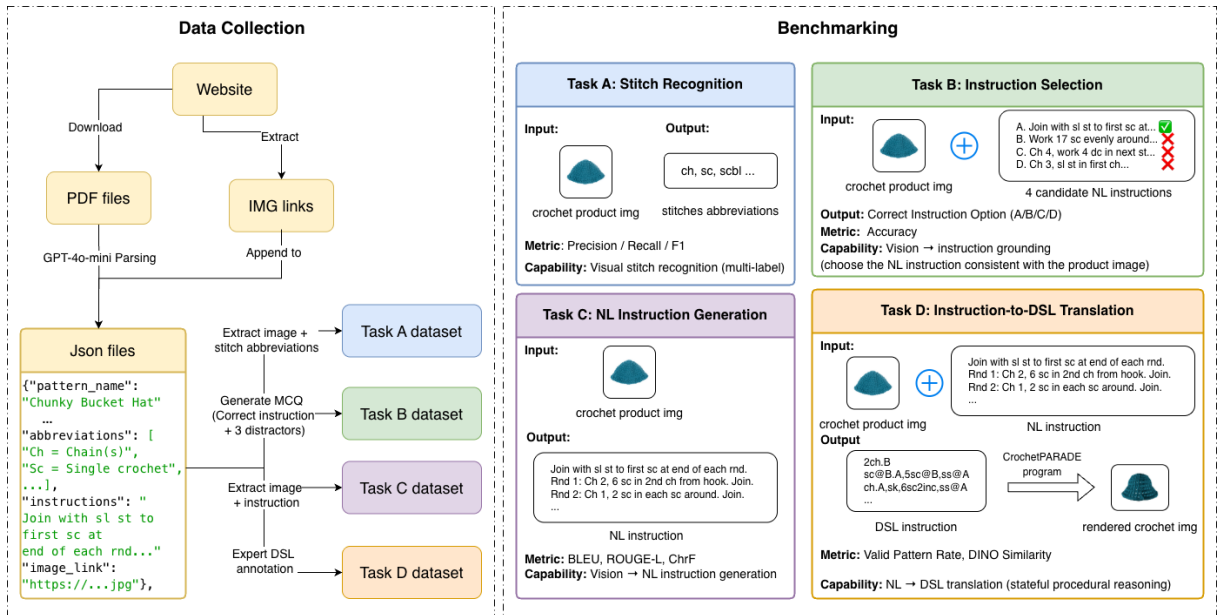 Data Collection
Website
Download
Extract
PDF files
IMG links
GPT-4o-mini Parsing
Append to
Json files
{"pattern_name":
"Chunky Bucket Hat"
...
"abbreviations": [
"Ch = Chain(s)",
"Sc = Single crochet",
...],
"instructions": "
Join with sl st to
first sc at
end of each rnd..."
"image_link":
"https://...jpg"},
Extract image +
stitch abbreviations
Task A dataset
Generate MCQ
(Correct instruction
+ 3 distractors)
Task B dataset
Extract image
+ instruction
Task C dataset
Expert DSL
annotation
Task D dataset
Benchmarking
Task A: Stitch Recognition
Input:
Output:
ch, sc, scbl ...
crochet product img
stitches abbreviations
Metric: Precision / Recall / F1
Capability: Visual stitch recognition (multi-label)
Task B: Instruction Selection
Input:
A. Join with sl st to first sc at...
B. Work 17 sc evenly around...
C. Ch 4, work 4 dc in next st...
D. Ch 3, sl st in first ch...
crochet product img
4 candidate NL instructions
Output: Correct Instruction Option (A/B/C/D)
Metric: Accuracy
Capability: Vision → instruction grounding
(choose the NL instruction consistent with the product image)
Task C: NL Instruction Generation
Input:
crochet product img
Output:
Join with sl st to first sc at end of each rnd.
Rnd 1: Ch 2, 6 sc in 2nd ch from hook. Join.
Rnd 2: Ch 1, 2 sc in each sc around. Join.
...
NL instruction
Metric: BLEU, ROUGE-L, ChrF
Capability: Vision → NL instruction generation
Task D: Instruction-to-DSL Translation
Input:
Join with sl st to first sc at end of each rnd.
Rnd 1: Ch 2, 6 sc in 2nd ch from hook. Join.
Rnd 2: Ch 1, 2 sc in each sc around. Join.
...
crochet product img
NL instruction
Output
2ch.B
sc@B.A,5sc@B,ss@A
ch.A,sk,6sc2inc,ss@A
...
CrochetPARADE
program
DSL instruction
rendered crochet img
Metric: Valid Pattern Rate, DINO Similarity
Capability: NL → DSL translation (stateful procedural reasoning)